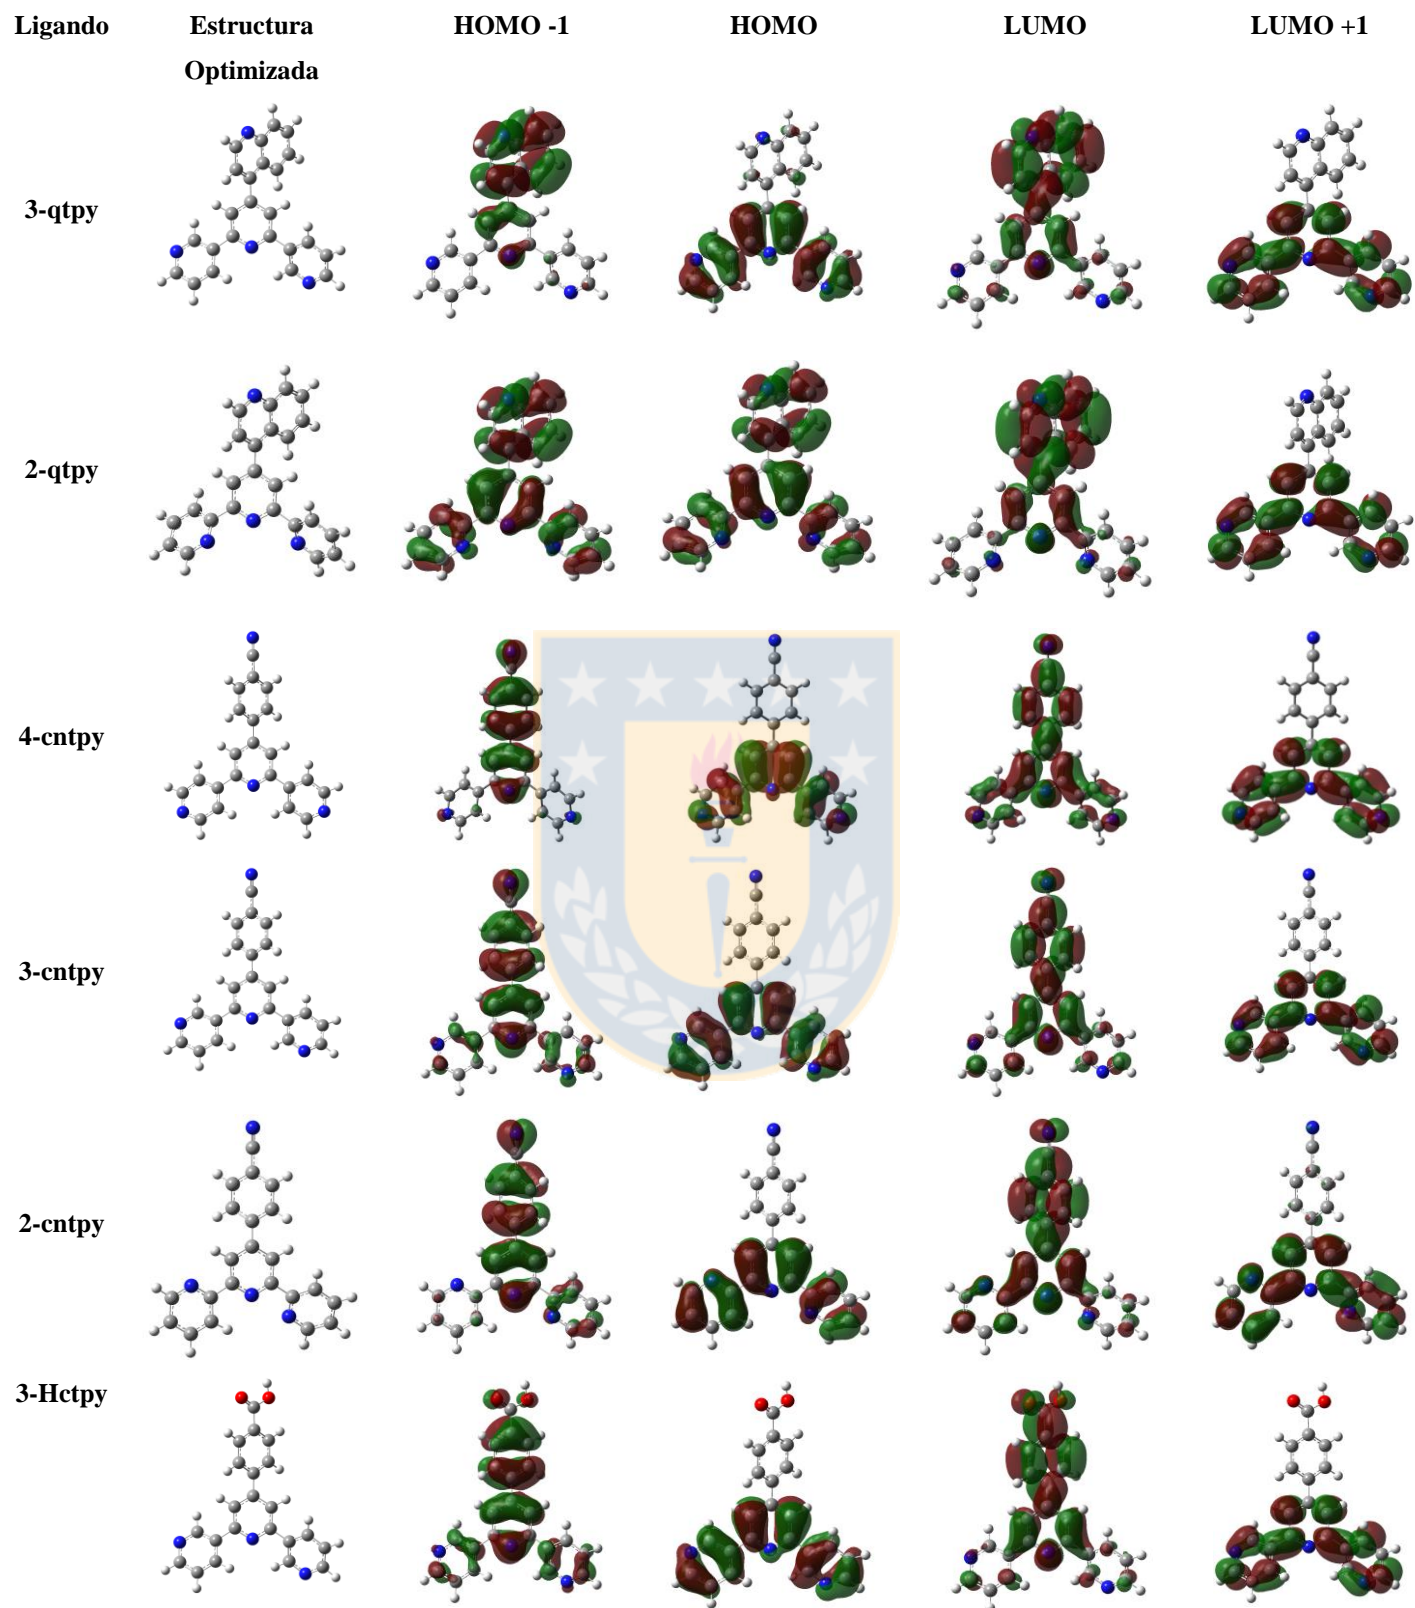 Ligando Estructura Optimizada HOMO -1 HOMO LUMO LUMO +1
3-qtpy
2-qtpy
4-cntpy
3-cntpy
2-cntpy
3-Hctpy